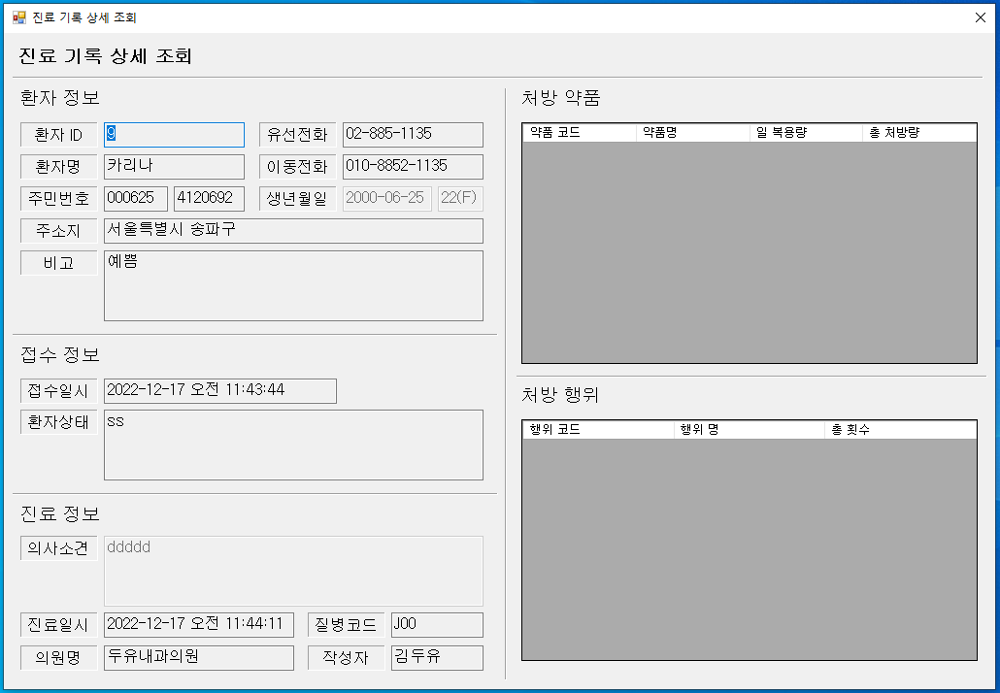 진료 기록 상세 조회
진료 기록 상세 조회
환자 정보
환자 ID 9 유선전화 02-885-1135
환자명 카리나 이동전화 010-8852-1135
주민번호 000625 4120692 생년월일 2000-06-25 22(F)
주소지 서울특별시 송파구
비고 예쁨
접수 정보
접수일시 2022-12-17 오전 11:43:44
환자상태 ss
진료 정보
의사소견 ddddd
진료일시 2022-12-17 오전 11:44:11 질병코드 J00
의원명 두유내과의원 작성자 김두유
처방 약품
약품 코드 약품명 일 복용량 총 처방량
처방 행위
행위 코드 행위 명 총 횟수